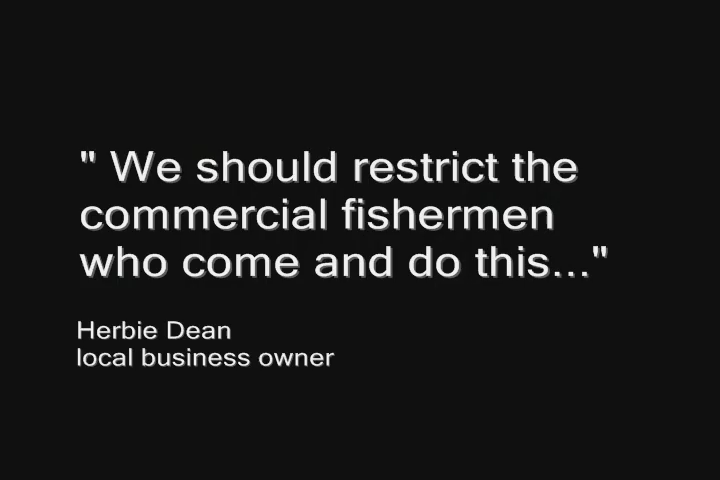 " We should restrict the
commercial fishermen
who come and do this..."
Herbie Dean
local business owner